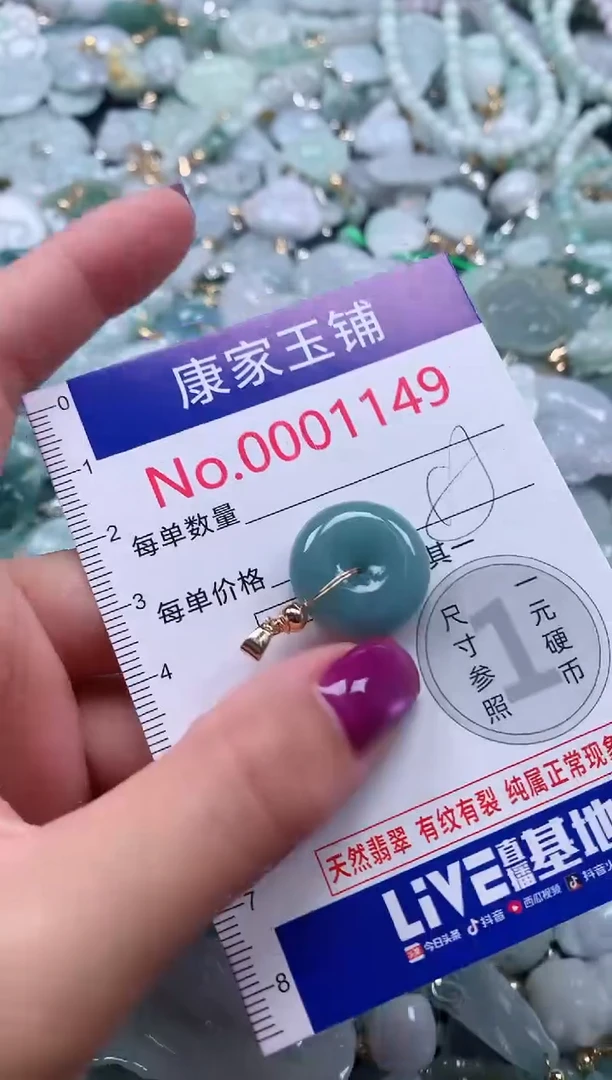 康家玉铺
No.0001149
0
1
2
3
4
7
8
每单数量
每单价格
其一
一元硬币
尺寸参照
1
天然翡翠 有纹有裂 纯属正常现象
LiVE直播基地
今日头条 抖音 西瓜视频 抖音火